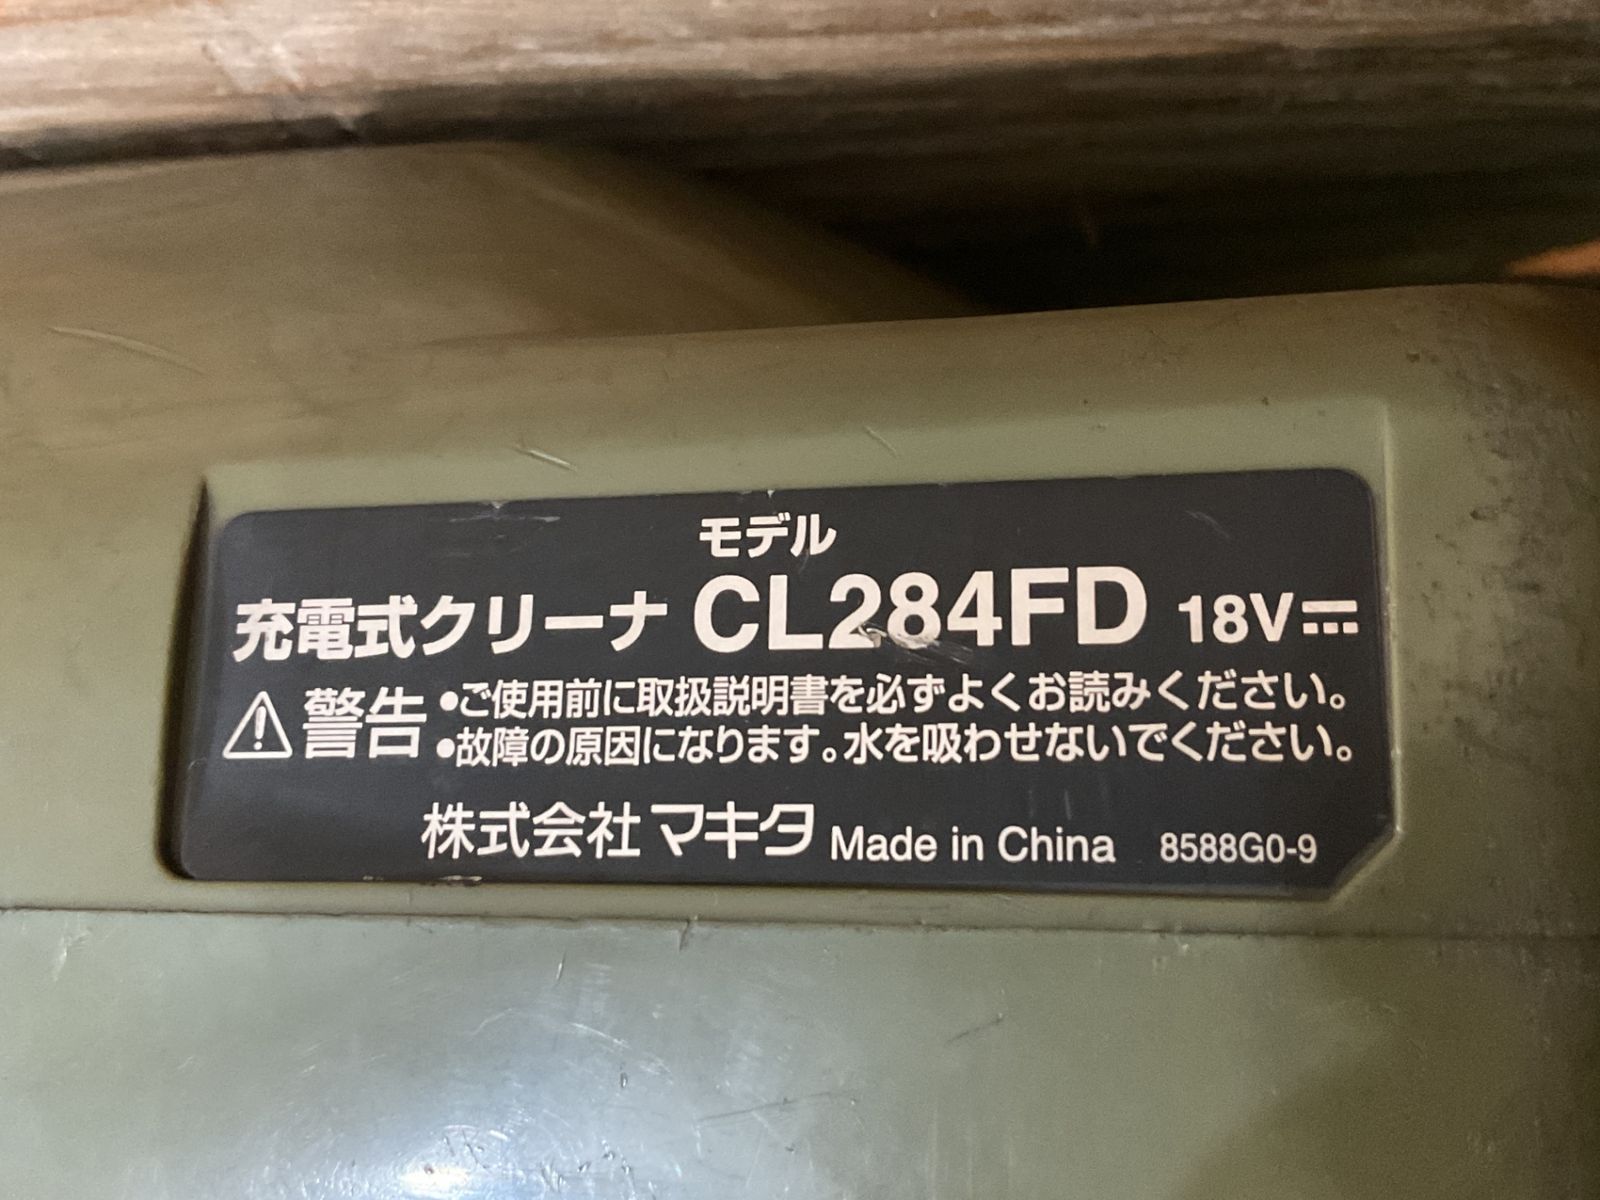 モデル
充電式クリーナ CL284FD 18V⎓
⚠警告 •ご使用前に取扱説明書を必ずよくお読みください。
•故障の原因になります。水を吸わせないでください。
株式会社マキタ Made in China 8588G0-9